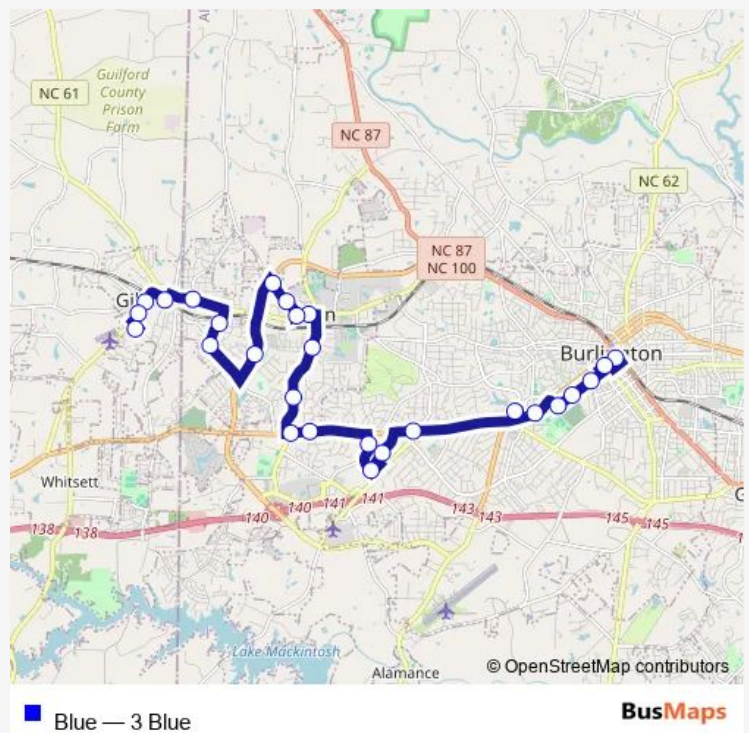 NC 61
Guilford
County
Prison
Farm
NC 87
NC 62
NC 87
NC 100
Burlington
Whitsett
141
140
140
141
143
143
138
138
145
145
Lake Mackintosh
Alamance
© OpenStreetMap contributors
Blue — 3 Blue
BusMaps